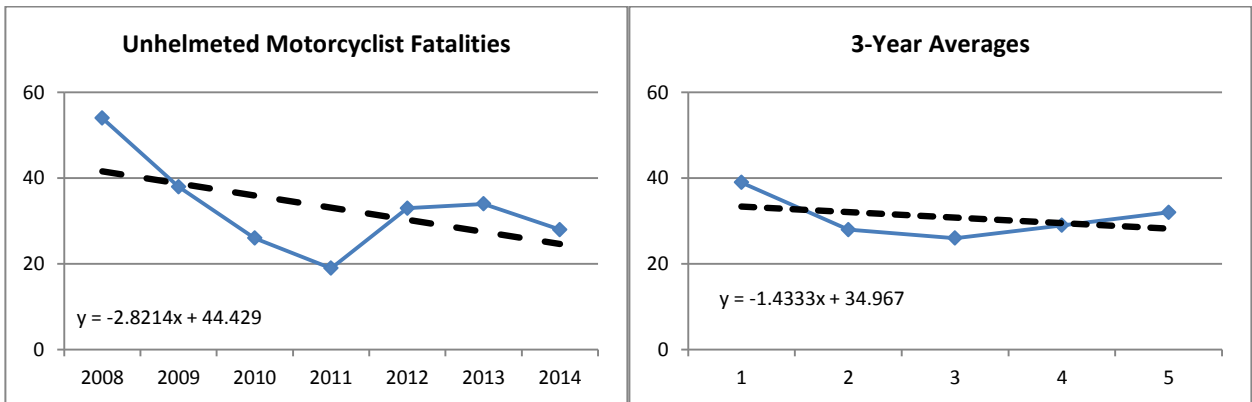 Unhelmeted Motorcyclist Fatalities
60
40
20
0
y = -2.8214x + 44.429
2008 2009 2010 2011 2012 2013 2014
3-Year Averages
60
40
20
0
y = -1.4333x + 34.967
1 2 3 4 5